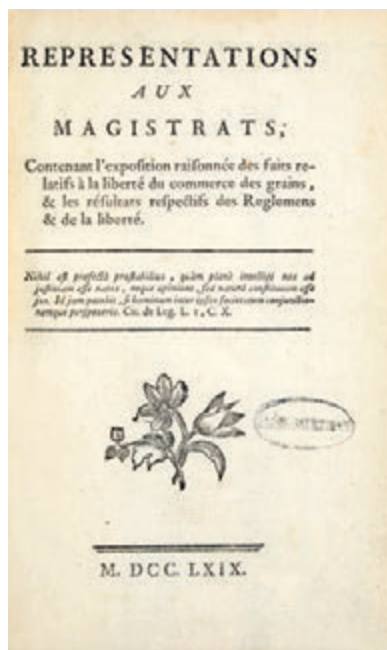 REPRESENTATIONS
AUX
MAGISTRATS,
Contenant l'exposition raisonnée des faits re-
latifs à la liberté du commerce des grains,
& les résultats respectifs des Reglemens
& de la liberté.
Nihil est profectò præstabilius, quàm planè intelligi nos ad
justitiam esse natos, neque opinione, sed naturâ constitutum esse
jus. Id jam patebit, si hominum inter ipsos societatem conjunctio-
nemque perspexeris. Cic. de Leg. L. 1, C. X.
M. DCC. LXIX.